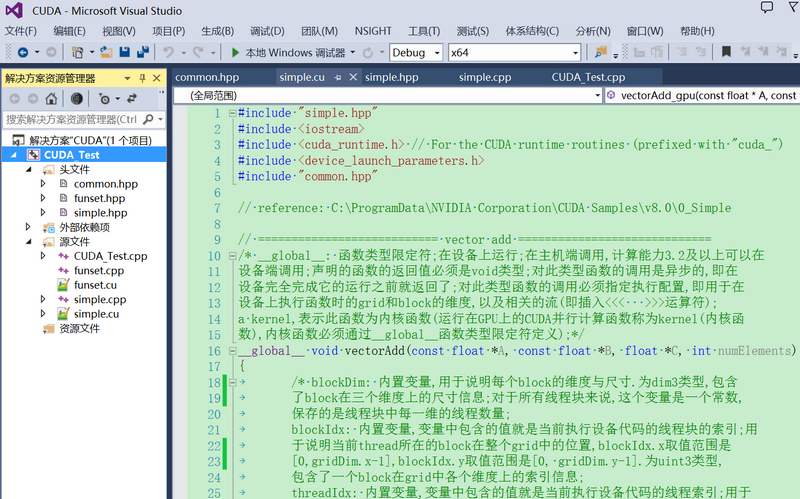 CUDA - Microsoft Visual Studio
文件(F) 编辑(E) 视图(V) 项目(P) 生成(B) 调试(D) 团队(M) NSIGHT 工具(T) 测试(S) 体系结构(C) 分析(N) 窗口(W) 帮助(H)
本地 Windows 调试器 Debug x64
解决方案资源管理器
搜索解决方案资源管理器(Ctrl
解决方案"CUDA"(1 个项目)
CUDA_Test
头文件
common.hpp
funset.hpp
simple.hpp
外部依赖项
源文件
CUDA_Test.cpp
funset.cpp
funset.cu
simple.cpp
simple.cu
资源文件
common.hpp simple.cu simple.hpp simple.cpp CUDA_Test.cpp
(全局范围) vectorAdd_gpu(const float * A, const
1 #include "simple.hpp"
2 #include <iostream>
3 #include <cuda_runtime.h> // For the CUDA runtime routines (prefixed with "cuda_")
4 #include <device_launch_parameters.h>
5 #include "common.hpp"
6
7 // reference: C:\ProgramData\NVIDIA Corporation\CUDA Samples\v8.0\0_Simple
8
9 // ============================= vector add =============================
10 /* __global__: 函数类型限定符;在设备上运行;在主机端调用,计算能力3.2及以上可以在
11 设备端调用;声明的函数的返回值必须是void类型;对此类型函数的调用是异步的,即在
12 设备完全完成它的运行之前就返回了;对此类型函数的调用必须指定执行配置,即用于在
13 设备上执行函数时的grid和block的维度,以及相关的流(即插入<<<···>>>运算符);
14 a kernel,表示此函数为内核函数(运行在GPU上的CUDA并行计算函数称为kernel(内核函
15 数),内核函数必须通过__global__函数类型限定符定义);*/
16 __global__ void vectorAdd(const float *A, const float *B, float *C, int numElements)
17 {
18 /* blockDim: 内置变量,用于说明每个block的维度与尺寸.为dim3类型,包含
19 了block在三个维度上的尺寸信息;对于所有线程块来说,这个变量是一个常数,
20 保存的是线程块中每一维的线程数量;
21 blockIdx: 内置变量,变量中包含的值就是当前执行设备代码的线程块的索引;用
22 于说明当前thread所在的block在整个grid中的位置,blockIdx.x取值范围是
23 [0,gridDim.x-1],blockIdx.y取值范围是[0, gridDim.y-1].为uint3类型,
24 包含了一个block在grid中各个维度上的索引信息;
25 threadIdx: 内置变量,变量中包含的值就是当前执行设备代码的线程索引;用于